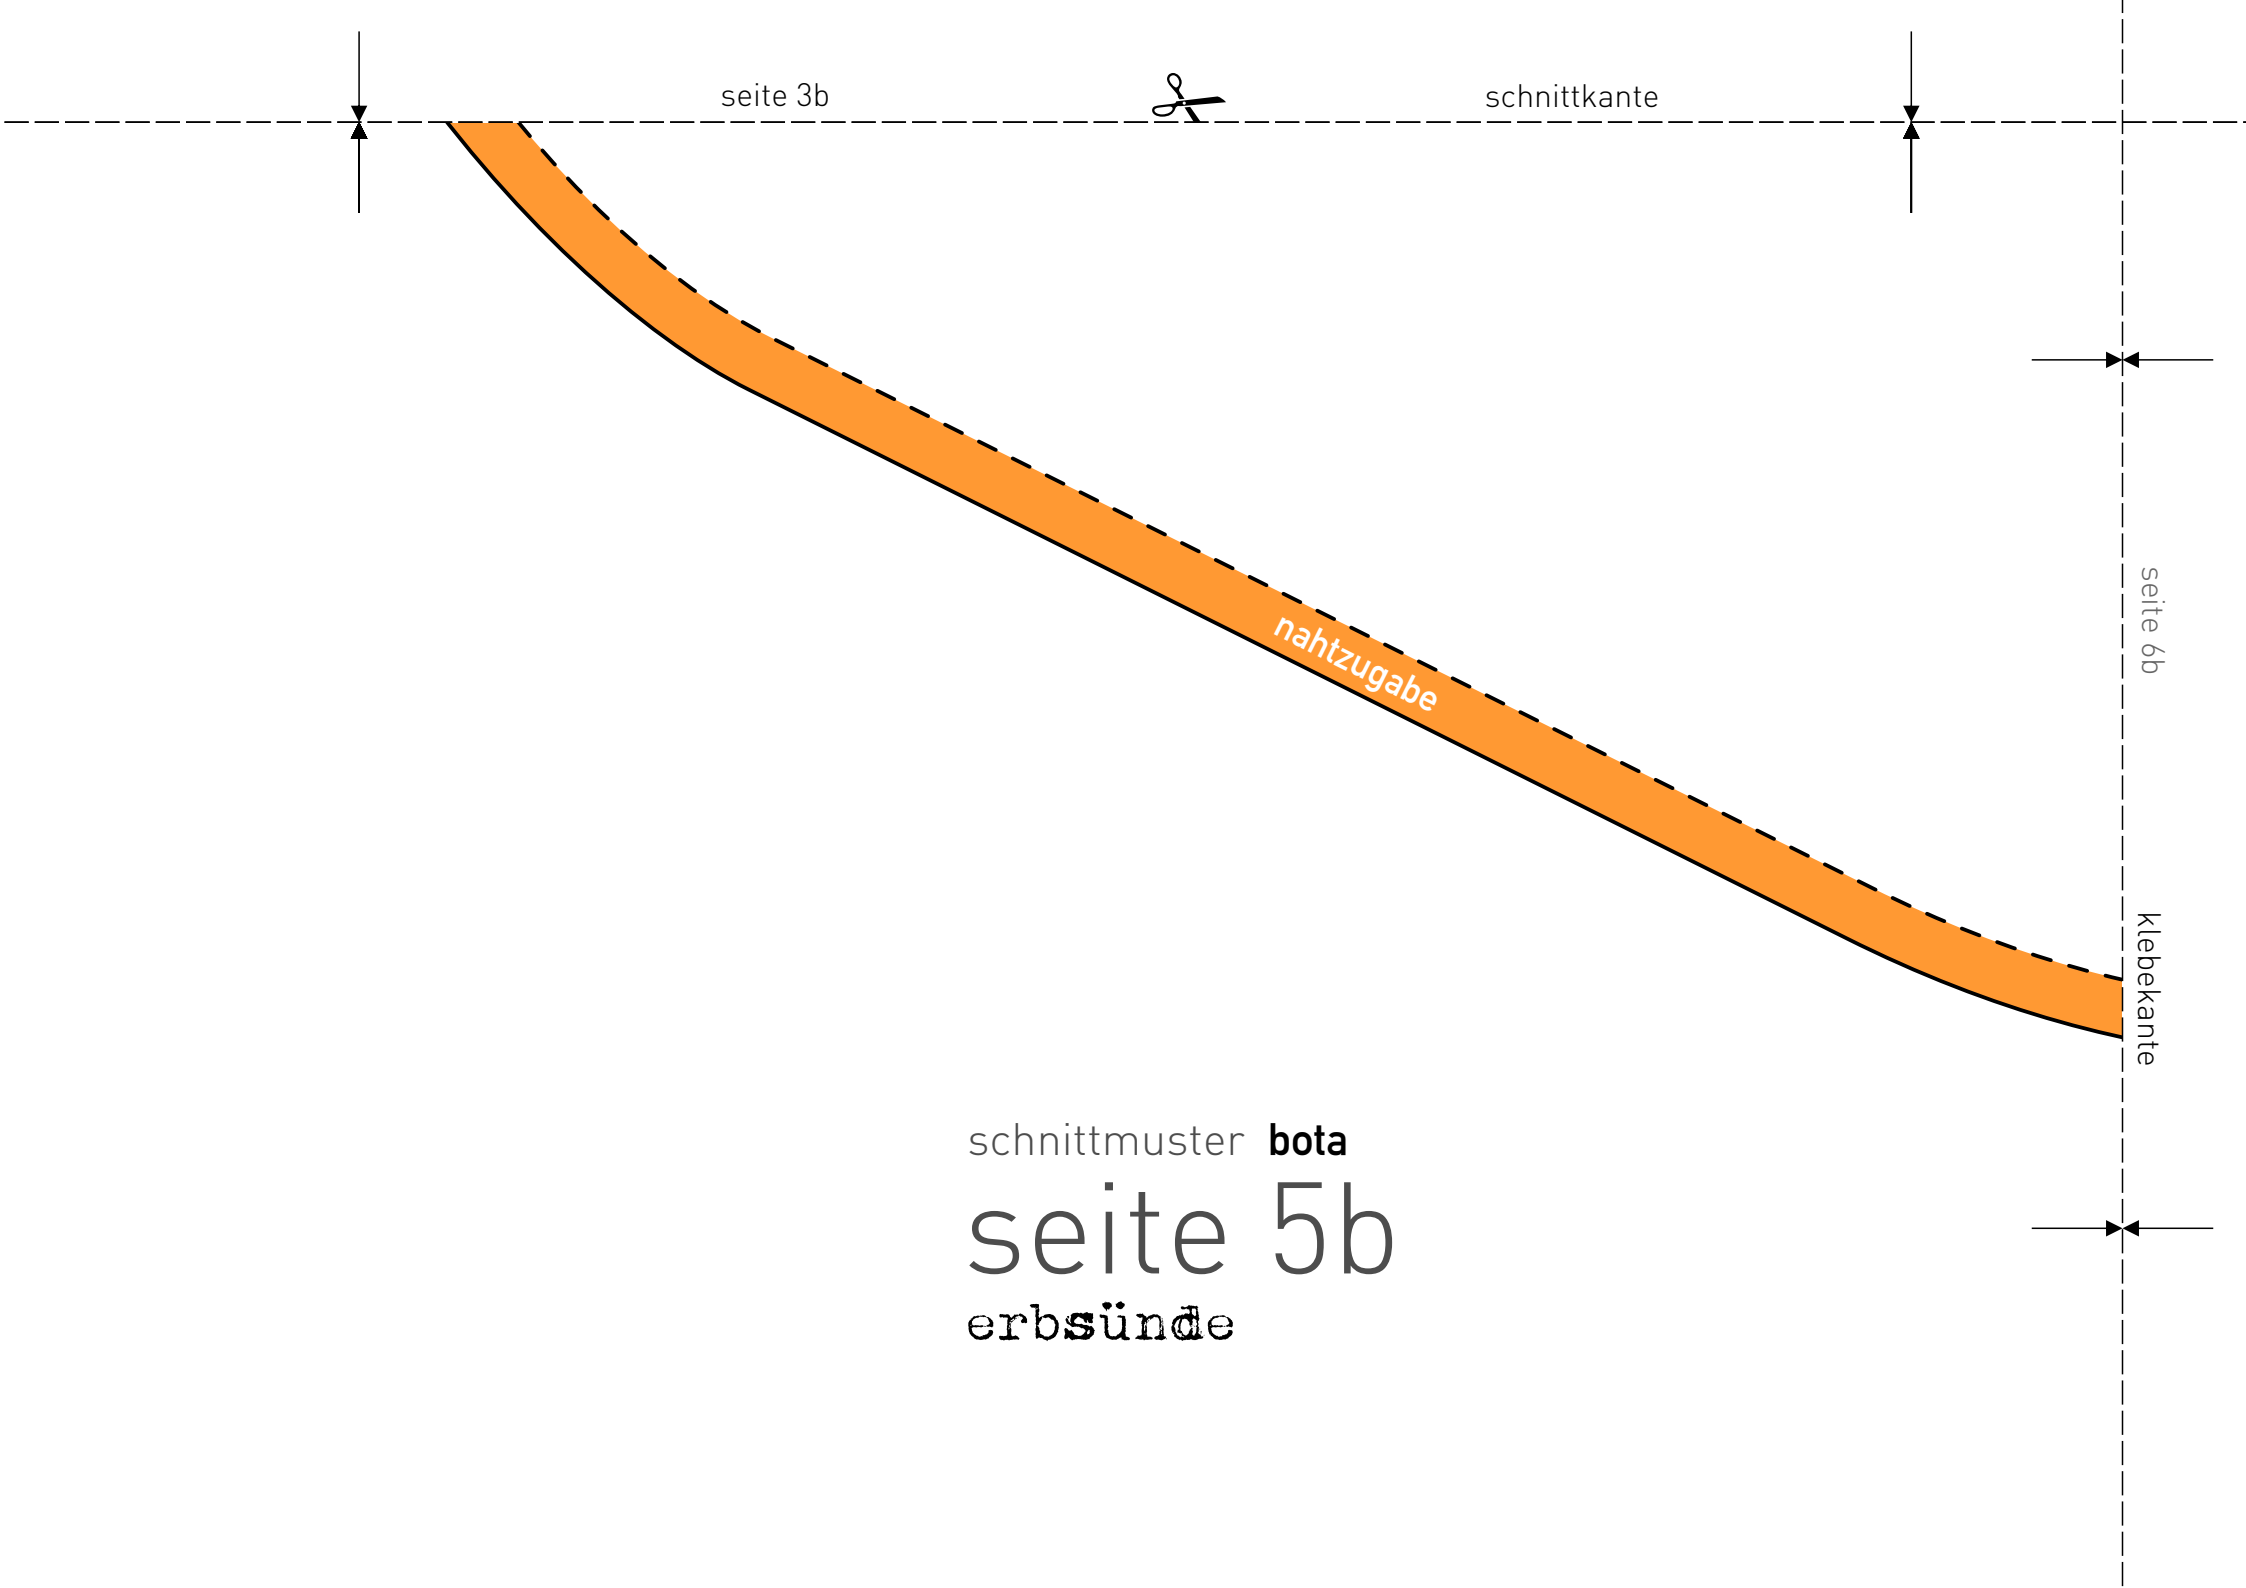 seite 3b
schnittkante
seite 6b
nahtzugabe
klebekante
schnittmuster bota
seite 5b
erbsünde